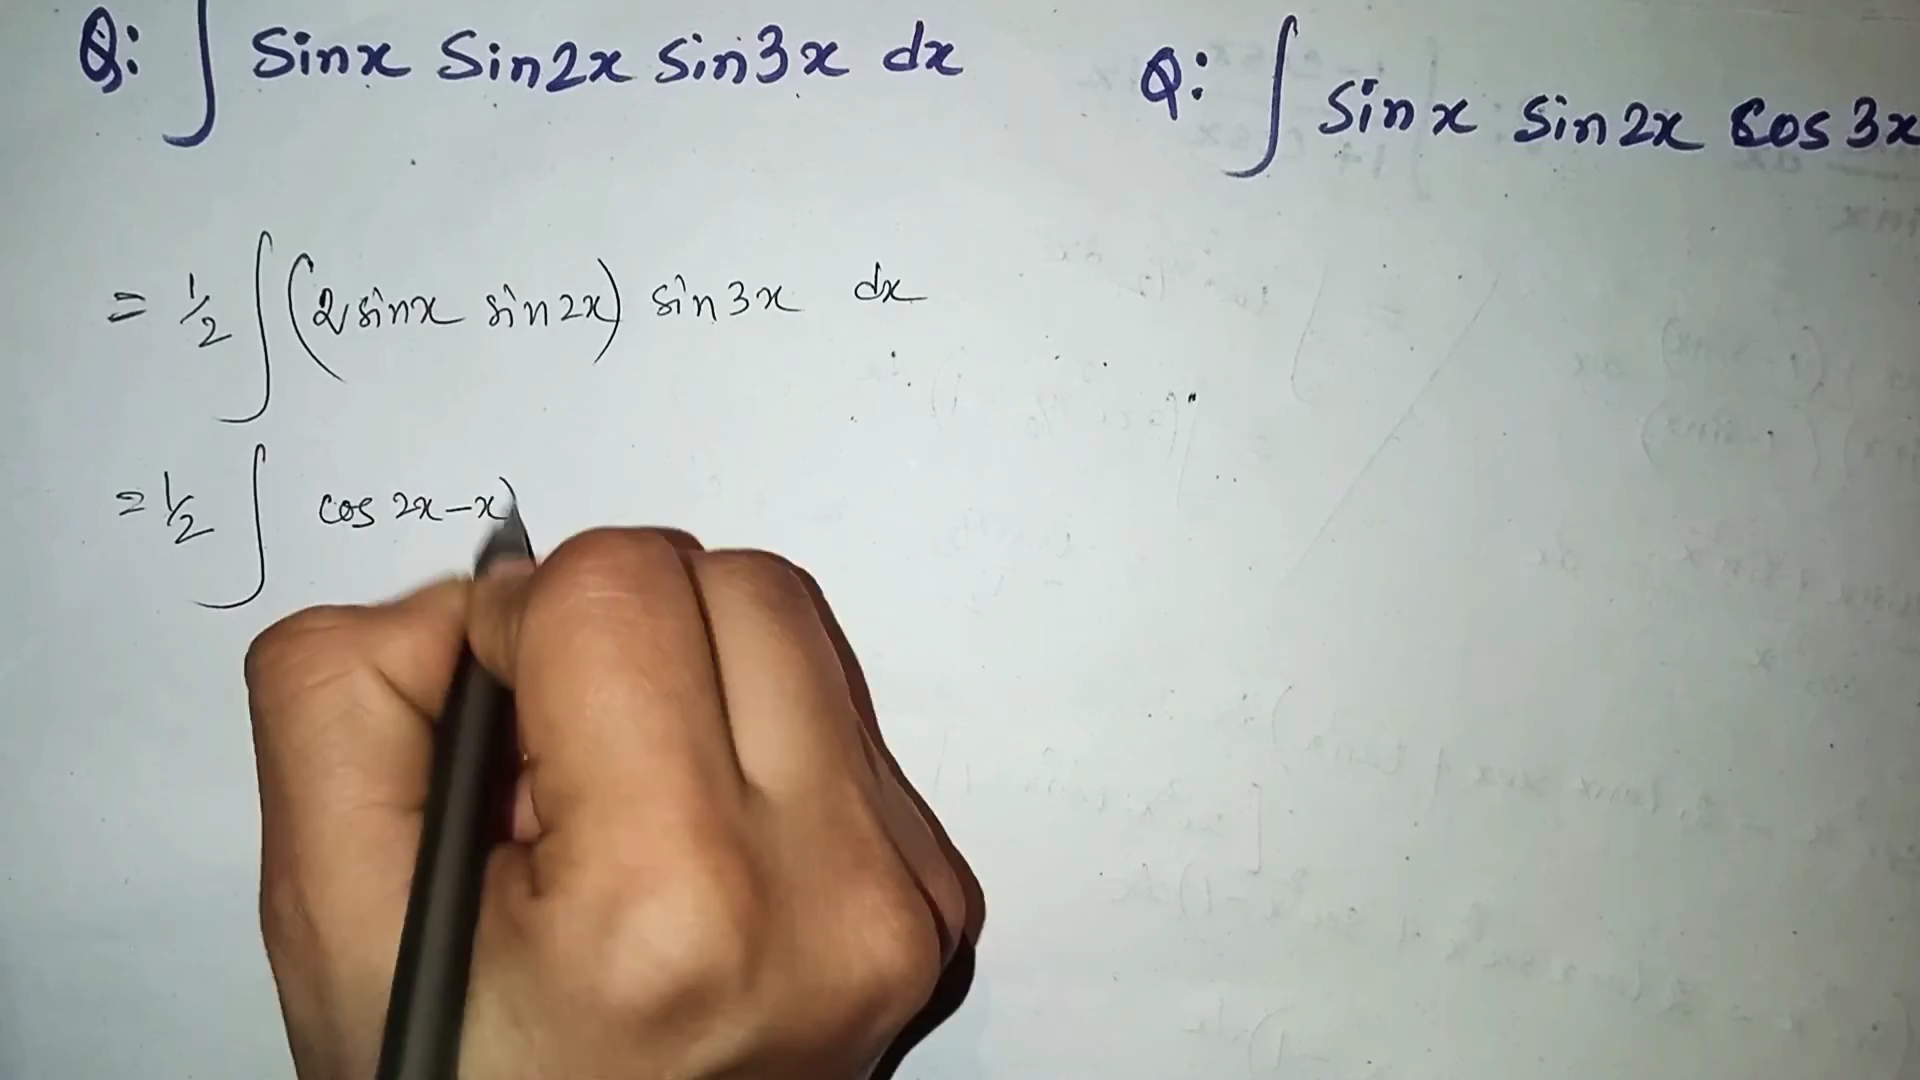 Q: ∫ Sinx Sin2x Sin3x dx
Q: ∫ Sinx Sin2x Cos3x
= 1/2 ∫ (2 sinx sin2x) sin3x dx
= 1/2 ∫ cos 2x-x)